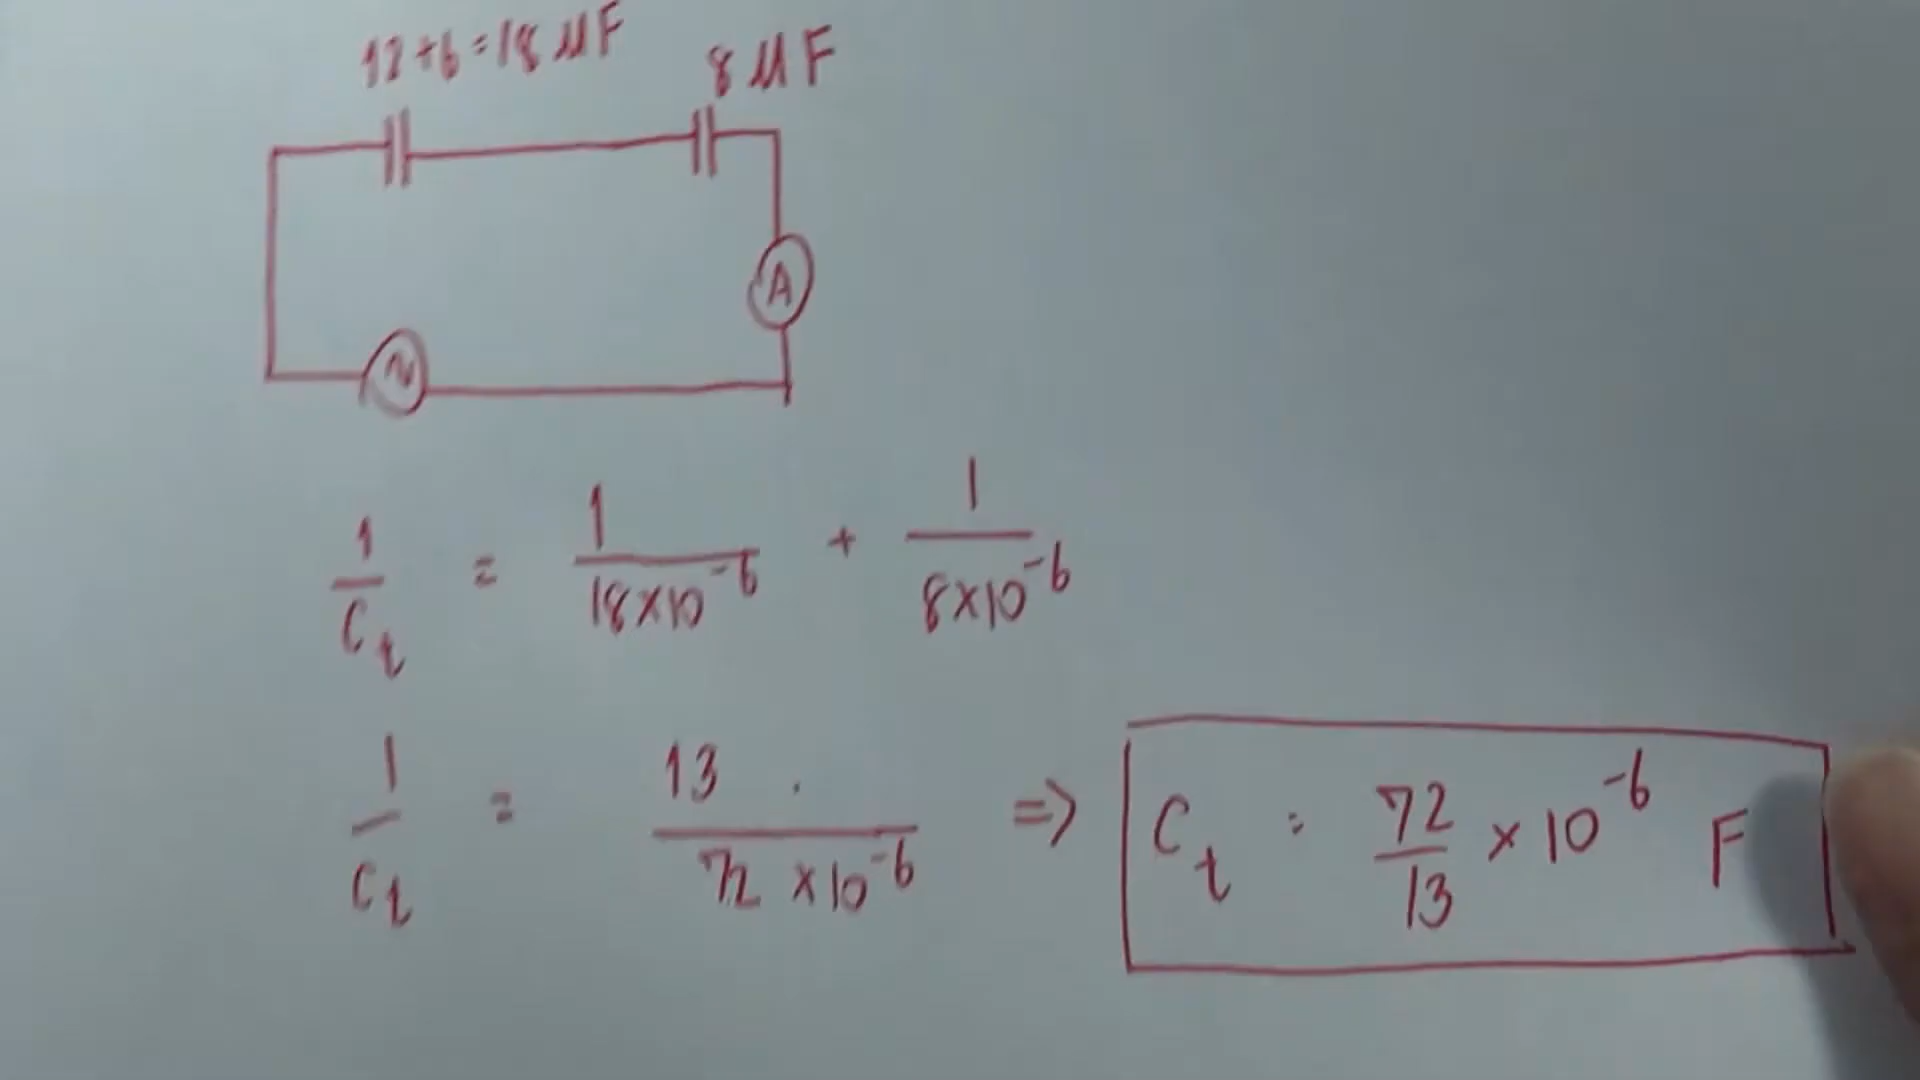 12+6=18 μF
8 μF
A
~
1/C_t = 1/18×10^-6 + 1/8×10^-6
1/C_t = 13/72×10^-6 => C_t = 72/13 × 10^-6 F